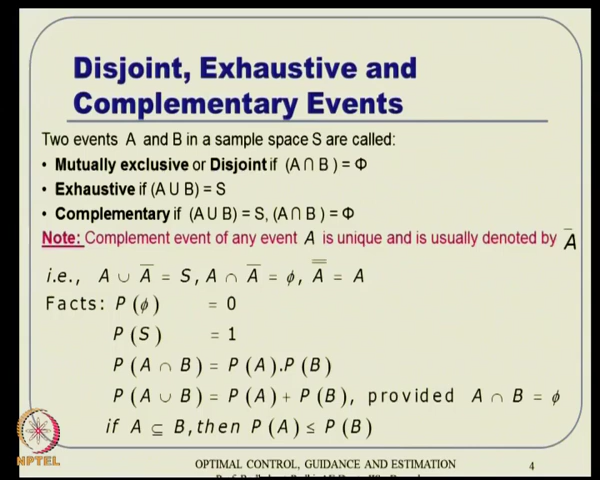 Disjoint, Exhaustive and
Complementary Events
Two events A and B in a sample space S are called:
• Mutually exclusive or Disjoint if (A ∩ B ) = Φ
• Exhaustive if (A U B) = S
• Complementary if (A U B) = S, (A ∩ B ) = Φ
Note: Complement event of any event A is unique and is usually denoted by A̅
i.e., A ∪ A̅ = S, A ∩ A̅ = ϕ, A̿ = A
Facts: P (ϕ) = 0
P (S) = 1
P (A ∩ B) = P (A).P (B)
P (A ∪ B) = P (A) + P (B), provided A ∩ B = ϕ
if A ⊆ B, then P (A) ≤ P (B)
NPTEL
OPTIMAL CONTROL, GUIDANCE AND ESTIMATION
4